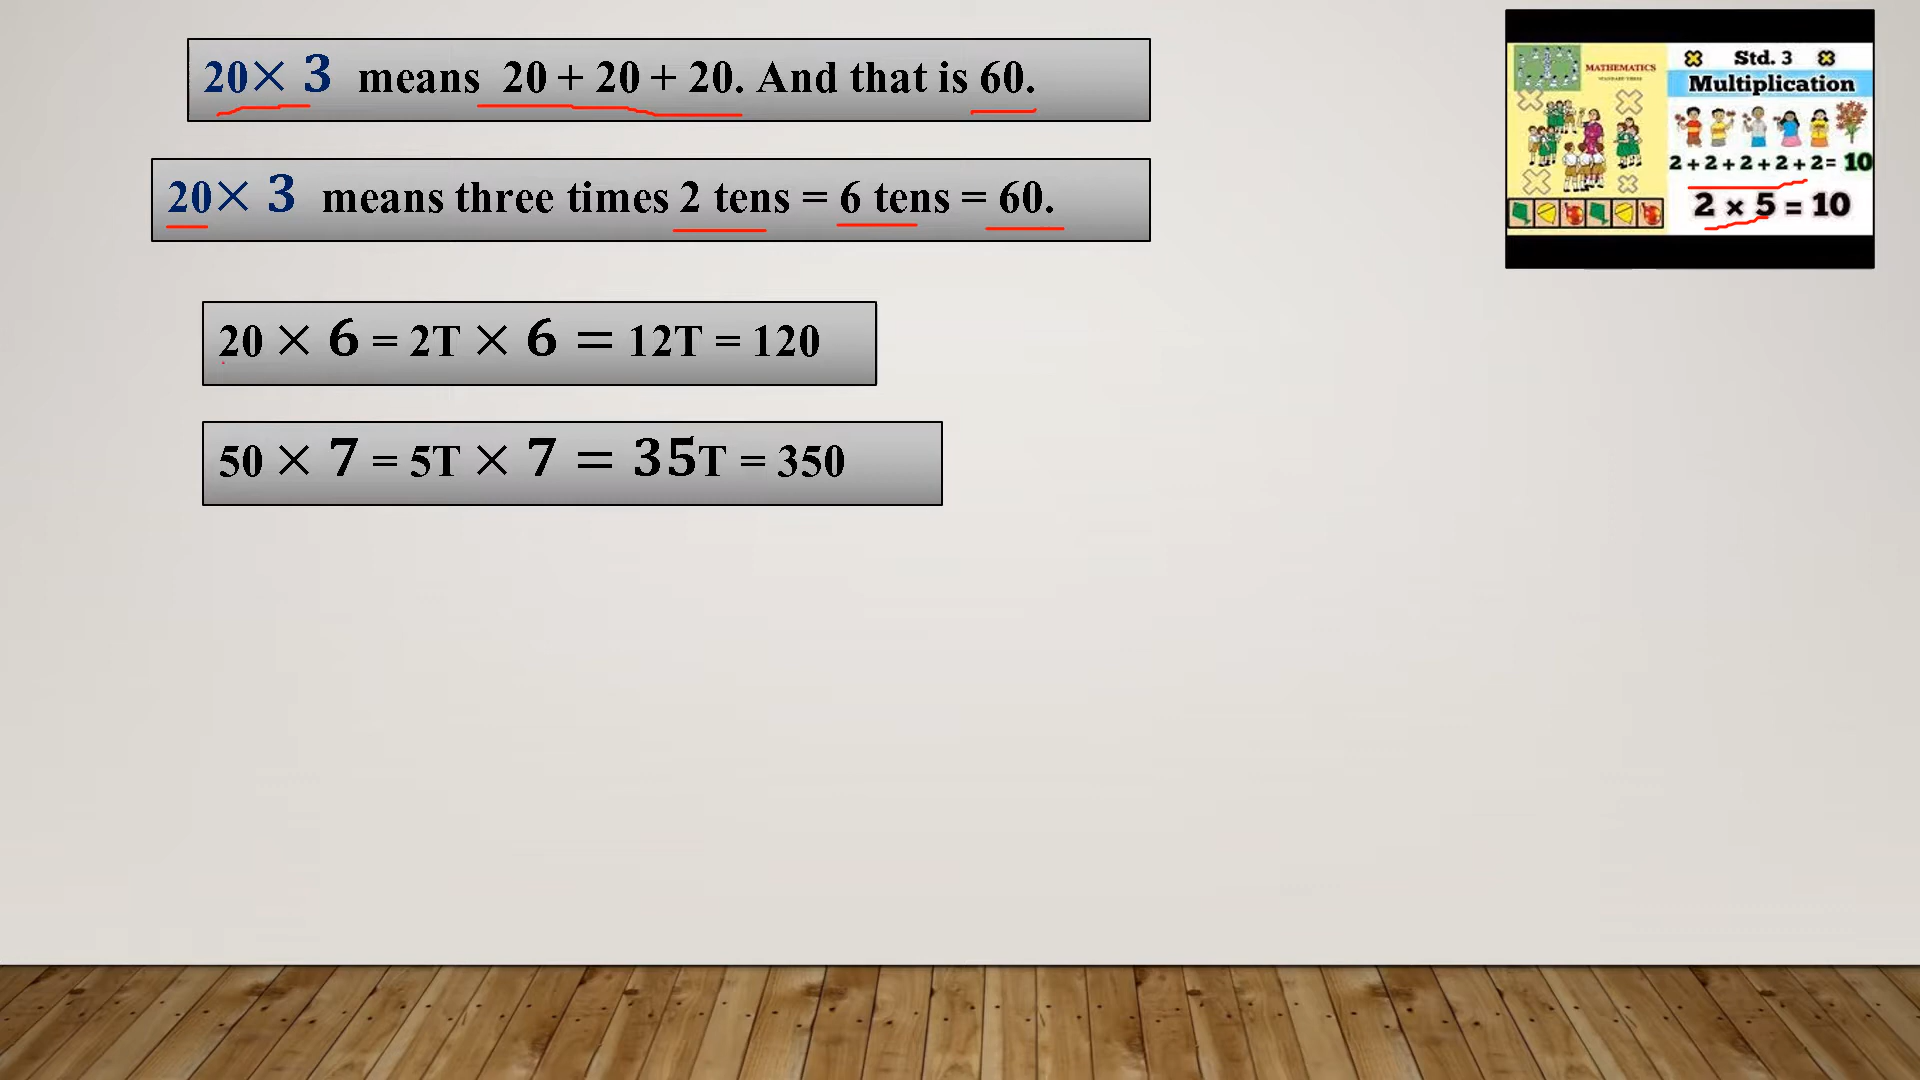 20× 3 means 20 + 20 + 20. And that is 60.
20× 3 means three times 2 tens = 6 tens = 60.
20 × 6 = 2T × 6 = 12T = 120
50 × 7 = 5T × 7 = 35T = 350
MATHEMATICS
Std. 3
Multiplication
2 + 2 + 2 + 2 + 2 = 10
2 × 5 = 10